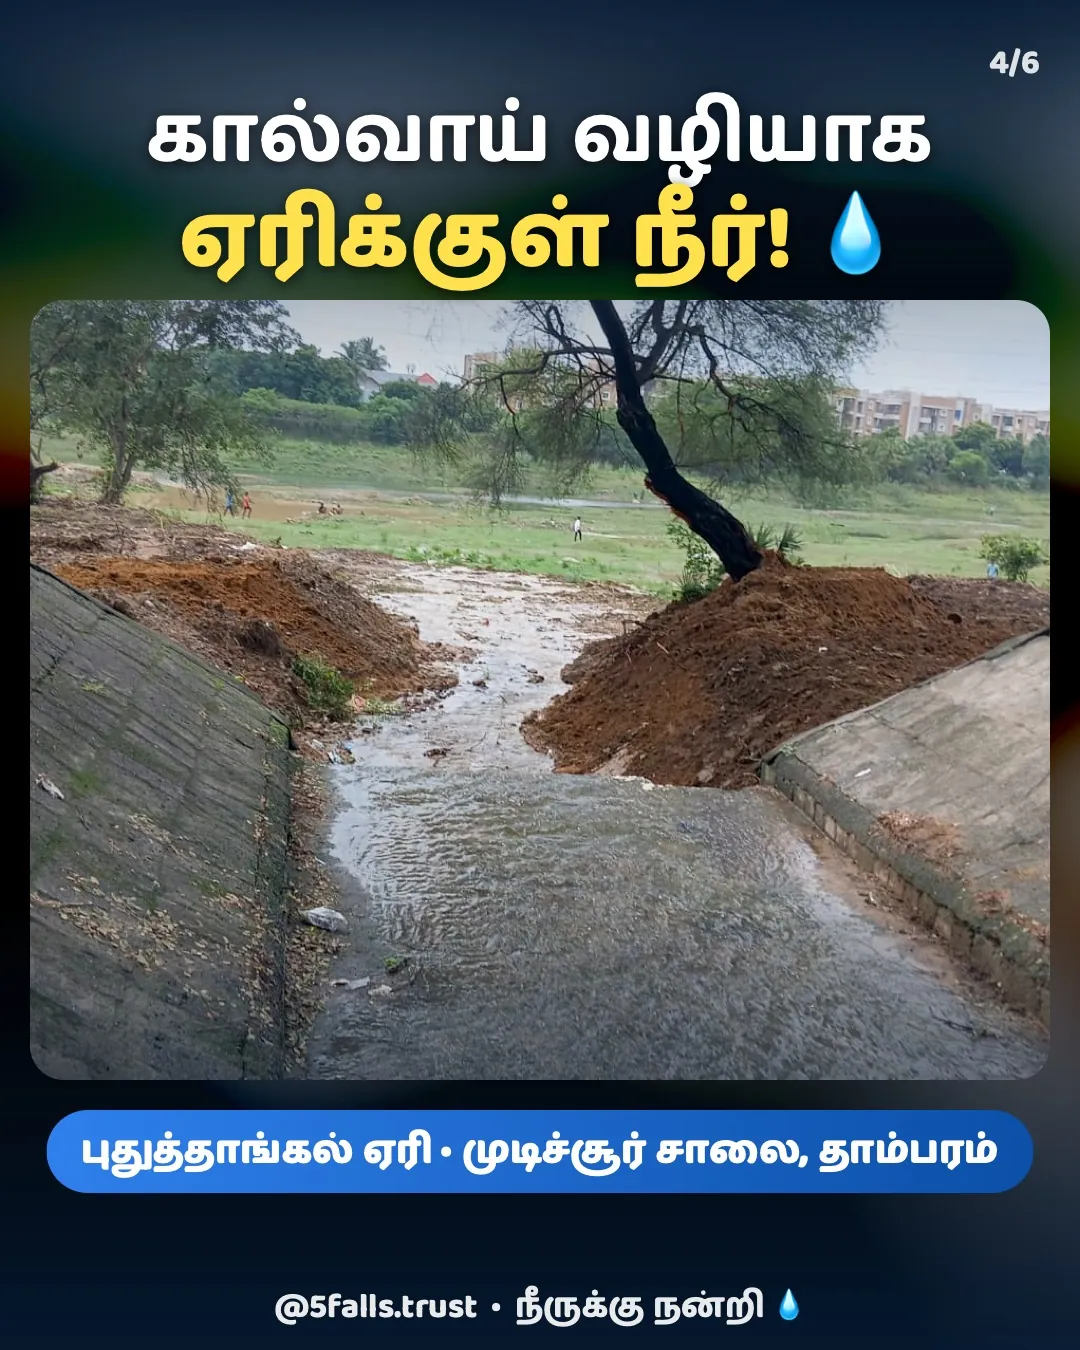 4/6
கால்வாய் வழியாக
ஏரிக்குள் நீர்! 💧
புதுத்தாங்கல் ஏரி • முடிச்சூர் சாலை, தாம்பரம்
@5falls.trust • நீருக்கு நன்றி 💧